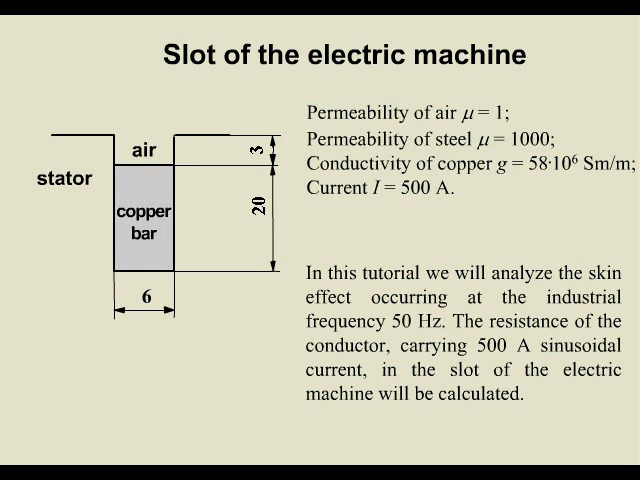 Slot of the electric machine
Permeability of air μ = 1;
Permeability of steel μ = 1000;
Conductivity of copper g = 58·10⁶ Sm/m;
Current I = 500 A.
air
stator
copper
bar
3
20
6
In this tutorial we will analyze the skin
effect occurring at the industrial
frequency 50 Hz. The resistance of the
conductor, carrying 500 A sinusoidal
current, in the slot of the electric
machine will be calculated.